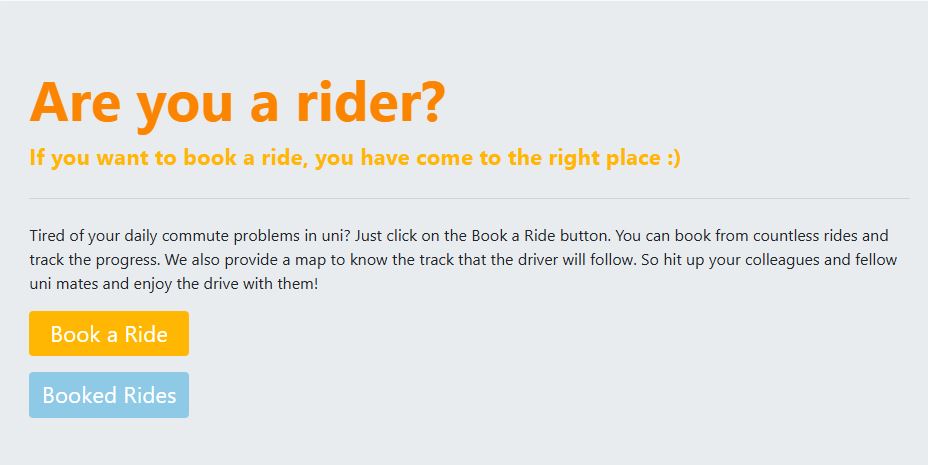 Are you a rider?
If you want to book a ride, you have come to the right place :)
Tired of your daily commute problems in uni? Just click on the Book a Ride button. You can book from countless rides and
track the progress. We also provide a map to know the track that the driver will follow. So hit up your colleagues and fellow
uni mates and enjoy the drive with them!
Book a Ride
Booked Rides